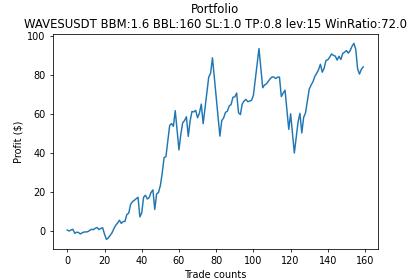 Portfolio
WAVESUSDT BBM:1.6 BBL:160 SL:1.0 TP:0.8 lev:15 WinRatio:72.0
100
80
60
40
20
0
Profit ($)
0 20 40 60 80 100 120 140 160
Trade counts